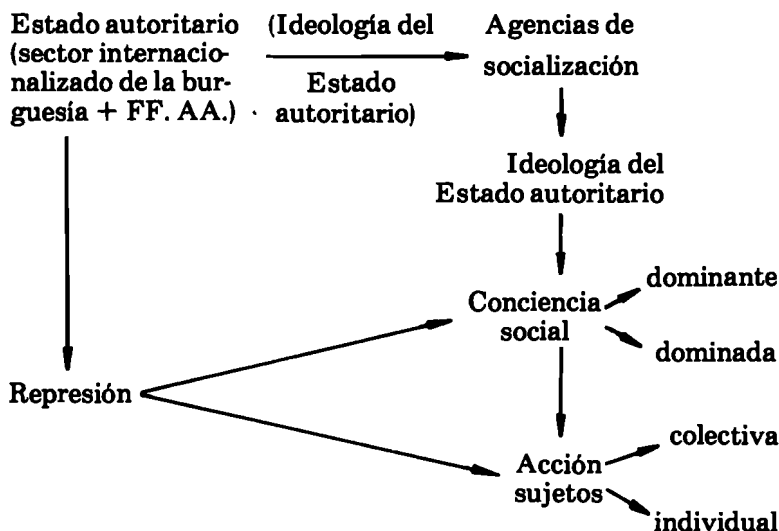 Estado autoritario
(sector internacio-
nalizado de la bur-
guesía + FF. AA.) ·
(Ideología del
Estado
autoritario)
Agencias de
socialización
Ideología del
Estado autoritario
Conciencia
social
dominante
dominada
Represión
Acción
sujetos
colectiva
individual